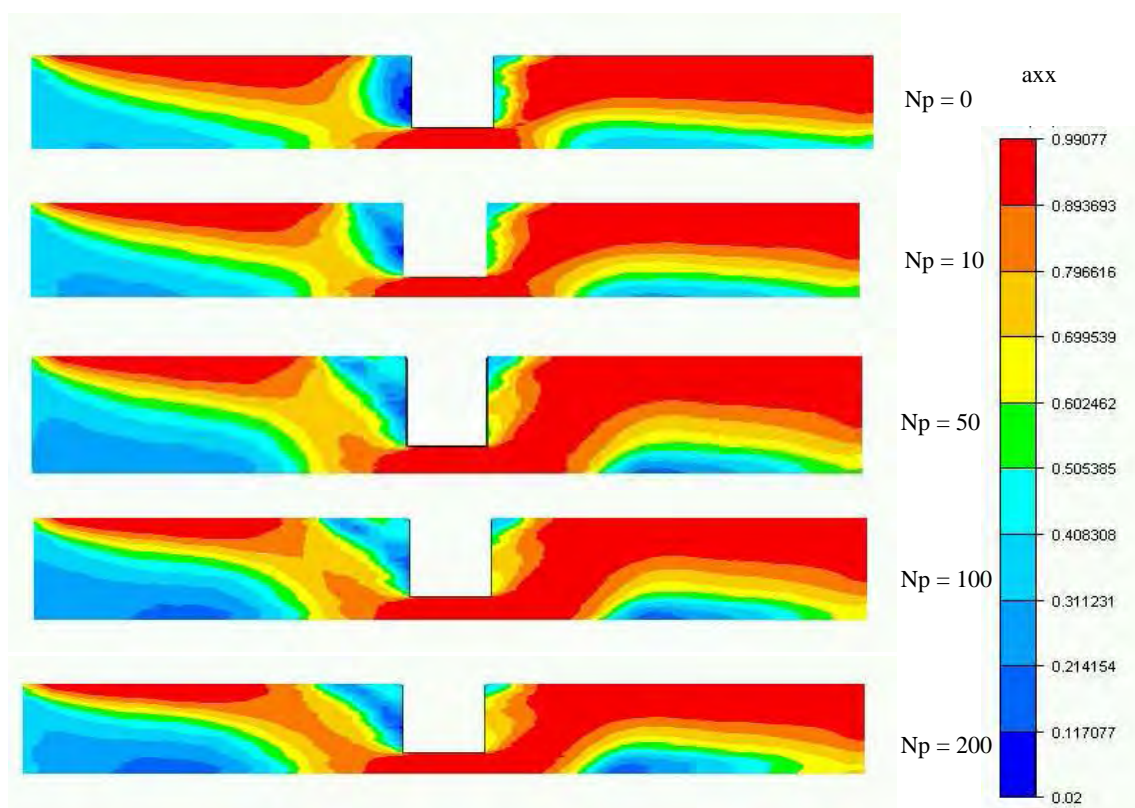 axx
Np = 0
Np = 10
Np = 50
Np = 100
Np = 200
0.99077
0.893693
0.796616
0.699539
0.602462
0.505385
0.408308
0.311231
0.214154
0.117077
0.02